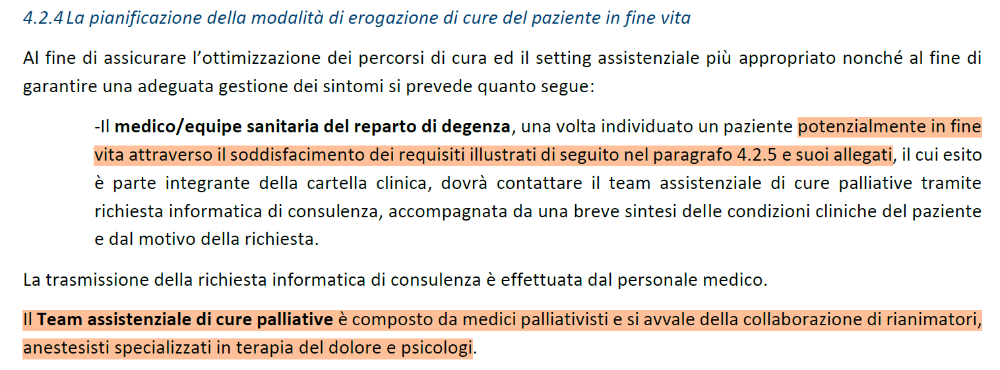 4.2.4 La pianificazione della modalità di erogazione di cure del paziente in fine vita
Al fine di assicurare l’ottimizzazione dei percorsi di cura ed il setting assistenziale più appropriato nonché al fine di
garantire una adeguata gestione dei sintomi si prevede quanto segue:
-Il medico/equipe sanitaria del reparto di degenza, una volta individuato un paziente potenzialmente in fine
vita attraverso il soddisfacimento dei requisiti illustrati di seguito nel paragrafo 4.2.5 e suoi allegati, il cui esito
è parte integrante della cartella clinica, dovrà contattare il team assistenziale di cure palliative tramite
richiesta informatica di consulenza, accompagnata da una breve sintesi delle condizioni cliniche del paziente
e dal motivo della richiesta.
La trasmissione della richiesta informatica di consulenza è effettuata dal personale medico.
Il Team assistenziale di cure palliative è composto da medici palliativisti e si avvale della collaborazione di rianimatori,
anestesisti specializzati in terapia del dolore e psicologi.